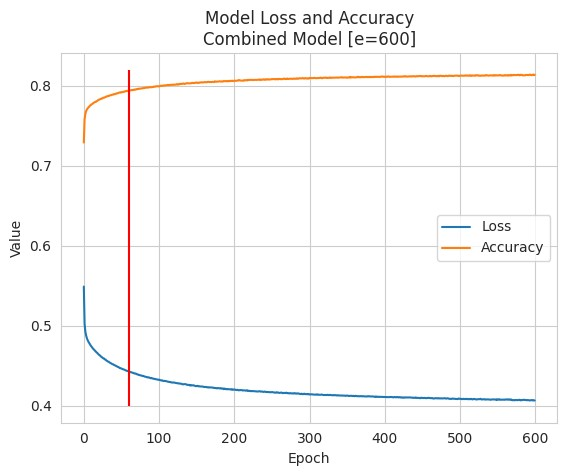 Model Loss and Accuracy
Combined Model [e=600]
0.8
0.7
0.6
0.5
0.4
Value
Loss
Accuracy
0
100
200
300
400
500
600
Epoch